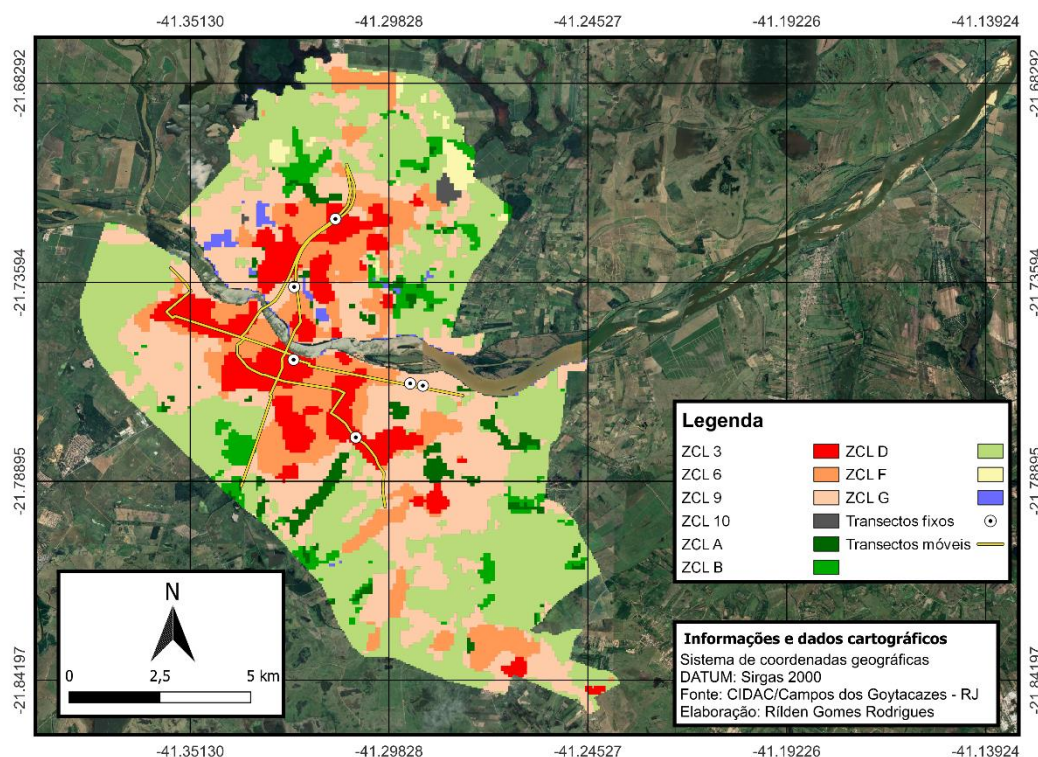 -41.35130 -41.29828 -41.24527 -41.19226 -41.13924
-21.68292 -21.68292
-21.73594 -21.73594
-21.78895 -21.78895
-21.84197 -21.84197
Legenda
ZCL 3 ZCL D
ZCL 6 ZCL F
ZCL 9 ZCL G
ZCL 10 Transectos fixos
ZCL A Transectos móveis
ZCL B
N
0 2,5 5 km
Informações e dados cartográficos
Sistema de coordenadas geográficas
DATUM: Sirgas 2000
Fonte: CIDAC/Campos dos Goytacazes - RJ
Elaboração: Rílden Gomes Rodrigues
-41.35130 -41.29828 -41.24527 -41.19226 -41.13924